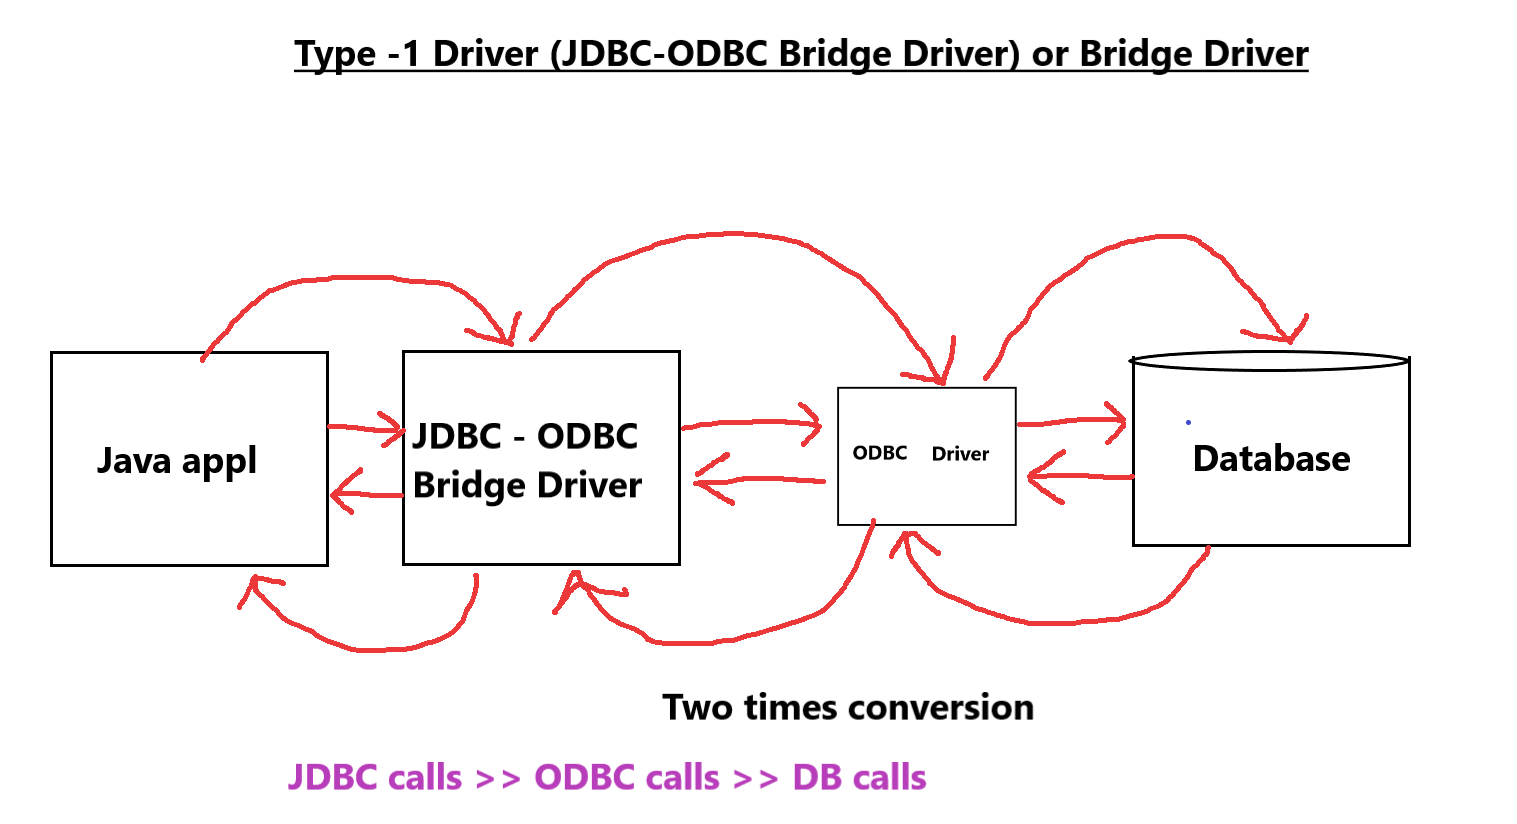 Type -1 Driver (JDBC-ODBC Bridge Driver) or Bridge Driver
Java appl
JDBC - ODBC
Bridge Driver
ODBC Driver
Database
Two times conversion
JDBC calls >> ODBC calls >> DB calls